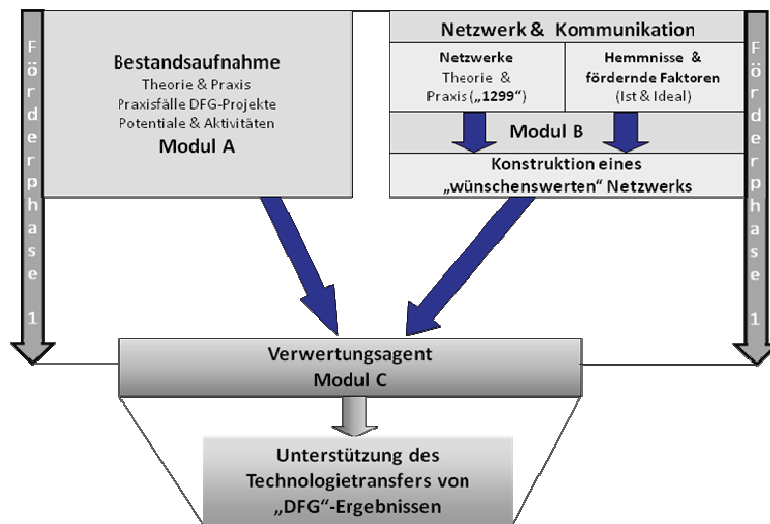 Förderphase 1
Bestandsaufnahme
Theorie & Praxis
Praxisfälle DFG-Projekte
Potentiale & Aktivitäten
Modul A
Netzwerk & Kommunikation
Netzwerke
Theorie &
Praxis („1299“)
Hemmnisse &
fördernde Faktoren
(Ist & Ideal)
Modul B
Konstruktion eines
„wünschenswerten“ Netzwerks
Förderphase 1
Verwertungsagent
Modul C
Unterstützung des
Technologietransfers von
„DFG“-Ergebnissen